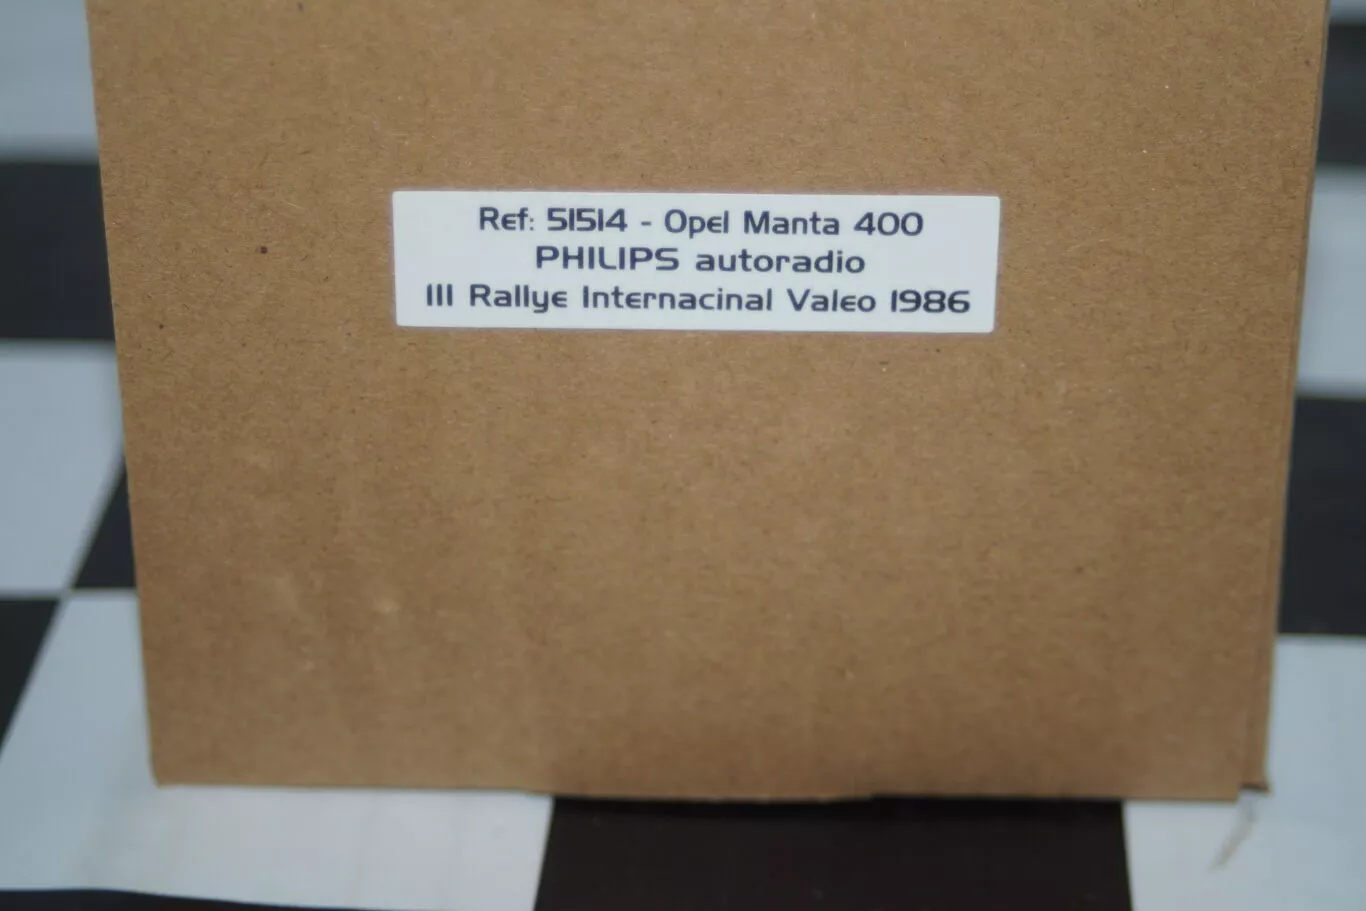 Ref: 51514 - Opel Manta 400
PHILIPS autoradio
III Rallye Internacinal Valeo 1986